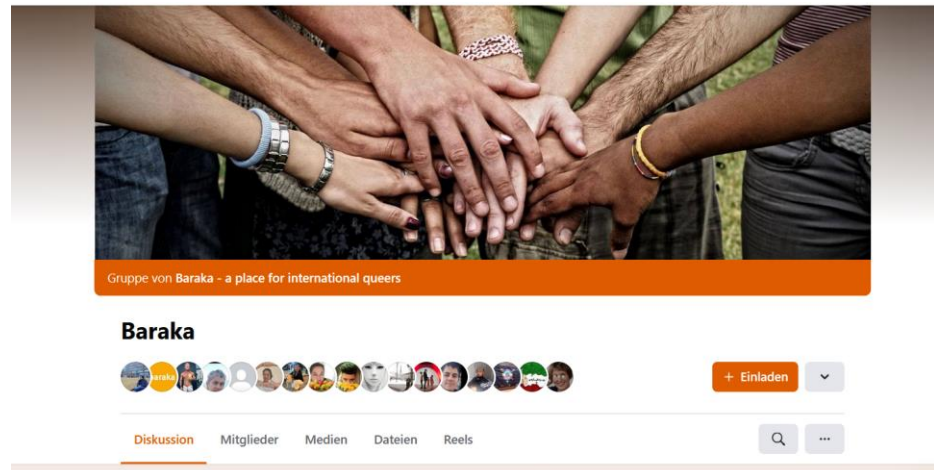 Gruppe von Baraka - a place for international queers
Baraka
baraka
+ Einladen
Diskussion Mitglieder Medien Dateien Reels